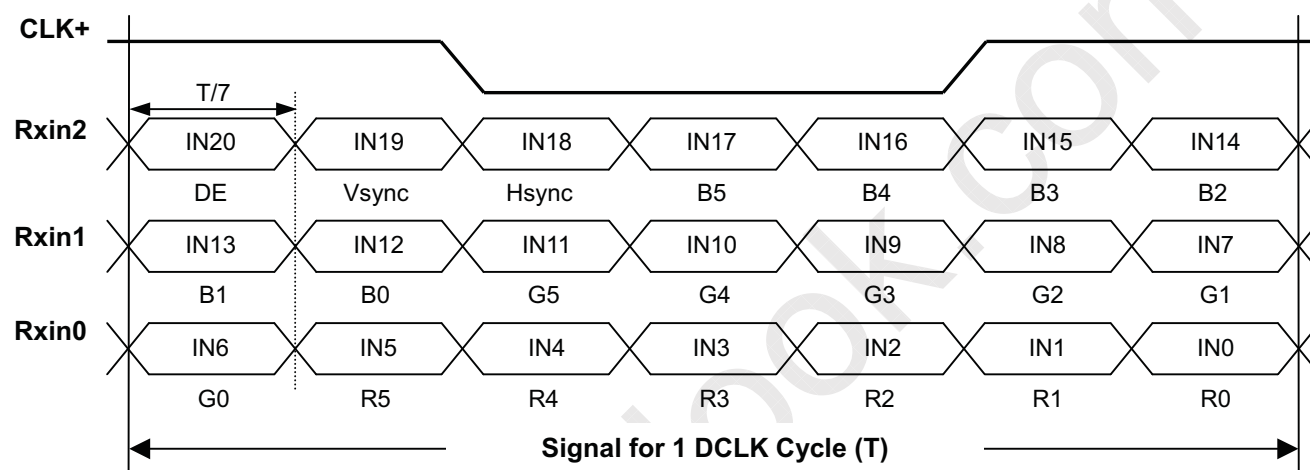 CLK+
T/7
Rxin2 IN20 IN19 IN18 IN17 IN16 IN15 IN14
DE Vsync Hsync B5 B4 B3 B2
Rxin1 IN13 IN12 IN11 IN10 IN9 IN8 IN7
B1 B0 G5 G4 G3 G2 G1
Rxin0 IN6 IN5 IN4 IN3 IN2 IN1 IN0
G0 R5 R4 R3 R2 R1 R0
Signal for 1 DCLK Cycle (T)